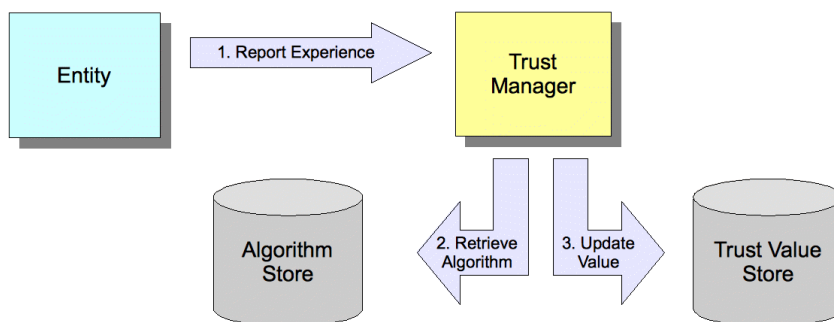 Entity
1. Report Experience
Trust
Manager
Algorithm
Store
2. Retrieve
Algorithm
3. Update
Value
Trust Value
Store